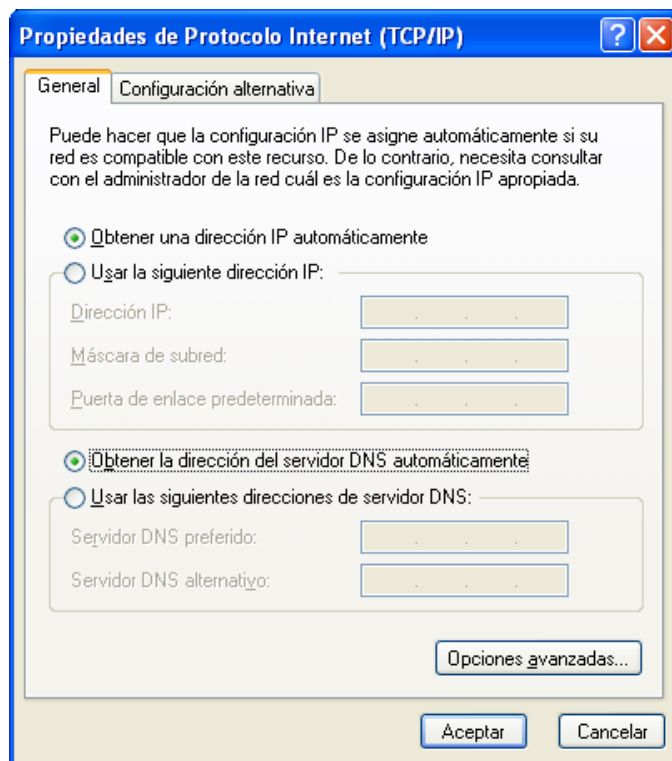 Propiedades de Protocolo Internet (TCP/IP)
General
Configuración alternativa
Puede hacer que la configuración IP se asigne automáticamente si su
red es compatible con este recurso. De lo contrario, necesita consultar
con el administrador de la red cuál es la configuración IP apropiada.
Obtener una dirección IP automáticamente
Usar la siguiente dirección IP:
Dirección IP:
Máscara de subred:
Puerta de enlace predeterminada:
Obtener la dirección del servidor DNS automáticamente
Usar las siguientes direcciones de servidor DNS:
Servidor DNS preferido:
Servidor DNS alternativo:
Opciones avanzadas...
Aceptar
Cancelar